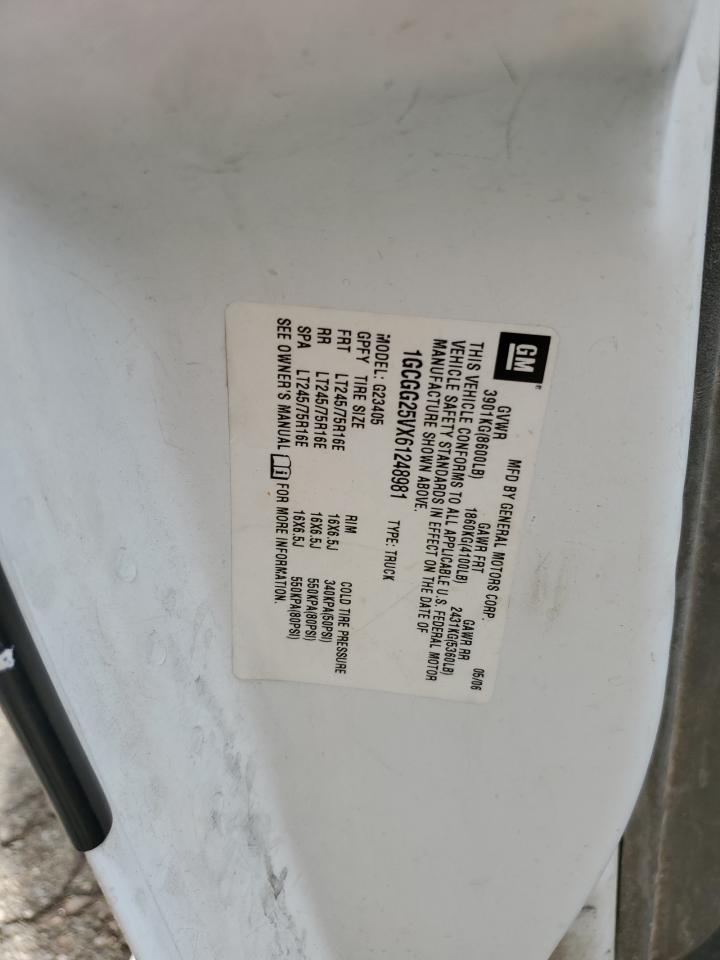 GM
MFD BY GENERAL MOTORS CORP. 05/06
GVWR GAWR FRT GAWR RR
3901KG(8600LB) 1860KG(4100LB) 2431KG(5360LB)
THIS VEHICLE CONFORMS TO ALL APPLICABLE U.S. FEDERAL MOTOR
VEHICLE SAFETY STANDARDS IN EFFECT ON THE DATE OF
MANUFACTURE SHOWN ABOVE.
1GCGG25VX61248981 TYPE: TRUCK
MODEL: G23405
GPFY TIRE SIZE RIM COLD TIRE PRESSURE
FRT LT245/75R16E 16X6.5J 340KPA(50PSI)
RR LT245/75R16E 16X6.5J 550KPA(80PSI)
SPA LT245/75R16E 16X6.5J 550KPA(80PSI)
SEE OWNER'S MANUAL FOR MORE INFORMATION.